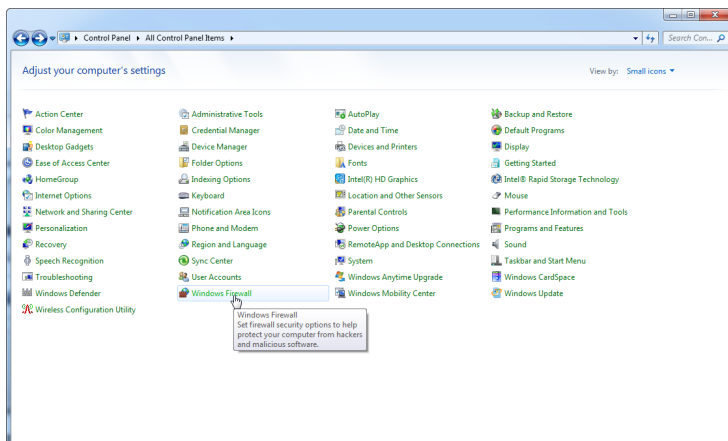 Control Panel All Control Panel Items Search Con...
Adjust your computer's settings View by: Small icons
Action Center Administrative Tools AutoPlay Backup and Restore
Color Management Credential Manager Date and Time Default Programs
Desktop Gadgets Device Manager Devices and Printers Display
Ease of Access Center Folder Options Fonts Getting Started
HomeGroup Indexing Options Intel(R) HD Graphics Intel® Rapid Storage Technology
Internet Options Keyboard Location and Other Sensors Mouse
Network and Sharing Center Notification Area Icons Parental Controls Performance Information and Tools
Personalization Phone and Modem Power Options Programs and Features
Recovery Region and Language RemoteApp and Desktop Connections Sound
Speech Recognition Sync Center System Taskbar and Start Menu
Troubleshooting User Accounts Windows Anytime Upgrade Windows CardSpace
Windows Defender Windows Firewall Windows Mobility Center Windows Update
Wireless Configuration Utility
Windows Firewall
Set firewall security options to help
protect your computer from hackers
and malicious software.